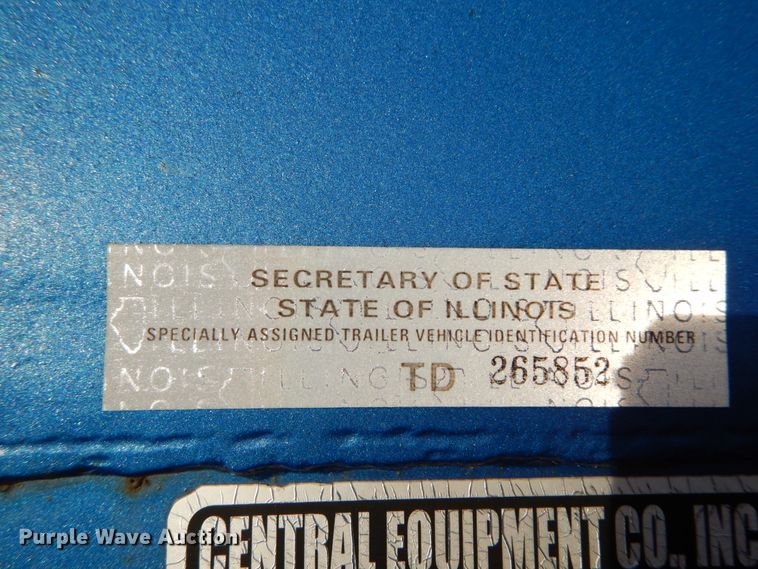 SECRETARY OF STATE
STATE OF ILLINOIS
SPECIALLY ASSIGNED TRAILER VEHICLE IDENTIFICATION NUMBER
TD 265852
CENTRAL EQUIPMENT CO., INC
Purple Wave Auction